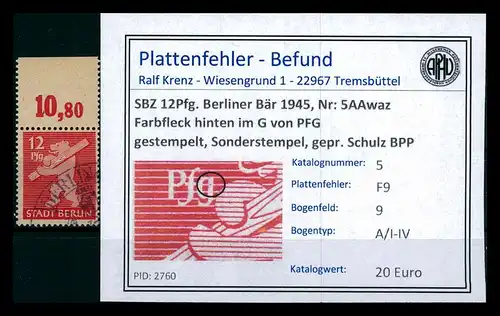 Plattenfehler - Befund
Ralf Krenz - Wiesengrund 1 - 22967 Tremsbüttel
SBZ 12Pfg. Berliner Bär 1945, Nr: 5AAwaz
Farbfleck hinten im G von PFG
gestempelt, Sonderstempel, gepr. Schulz BPP
Katalognummer: 5
Plattenfehler: F9
Bogenfeld: 9
Bogentyp: A/I-IV
Katalogwert: 20 Euro
Pfg
PID: 2760
10,80
12
Pfg
STADT BERLIN